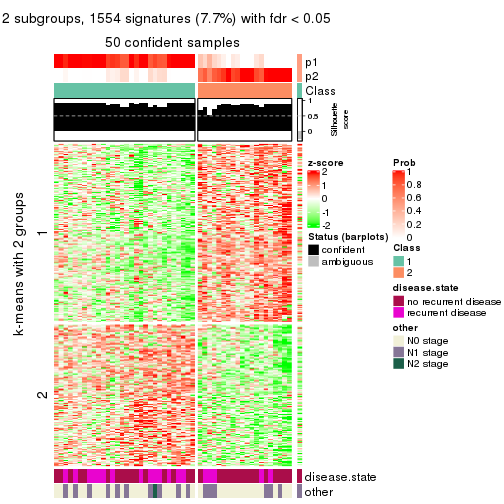 2 subgroups, 1554 signatures (7.7%) with fdr < 0.05
50 confident samples
p1
p2
Class
1
0.5
0
Silhouette
score
k-means with 2 groups
1
2
z-score
2
1
0
-1
-2
Status (barplots)
confident
ambiguous
Prob
1
0.8
0.6
0.4
0.2
0
Class
1
2
disease.state
no recurrent disease
recurrent disease
other
N0 stage
N1 stage
N2 stage
disease.state
other